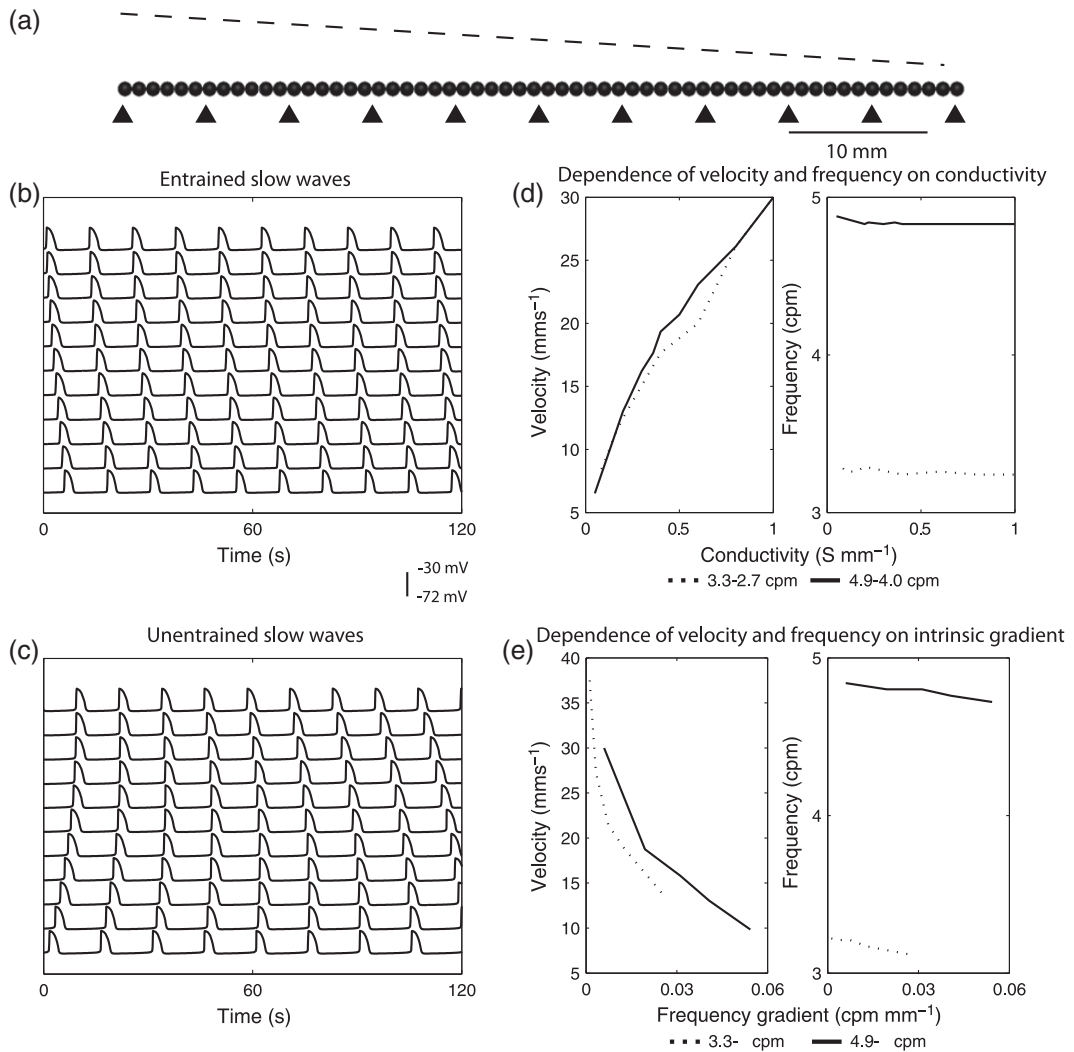 (a)
10 mm
(b)
Entrained slow waves
0
60
120
Time (s)
-30 mV
-72 mV
(c)
Unentrained slow waves
0
60
120
Time (s)
(d)
Dependence of velocity and frequency on conductivity
30
25
20
15
10
5
Velocity (mms⁻¹)
0
0.5
1
5
4
3
Frequency (cpm)
0
0.5
1
Conductivity (S mm⁻¹)
3.3-2.7 cpm
4.9-4.0 cpm
(e)
Dependence of velocity and frequency on intrinsic gradient
40
35
30
25
20
15
10
5
Velocity (mms⁻¹)
0
0.03
0.06
5
4
3
Frequency (cpm)
0
0.03
0.06
Frequency gradient (cpm mm⁻¹)
3.3- cpm
4.9- cpm